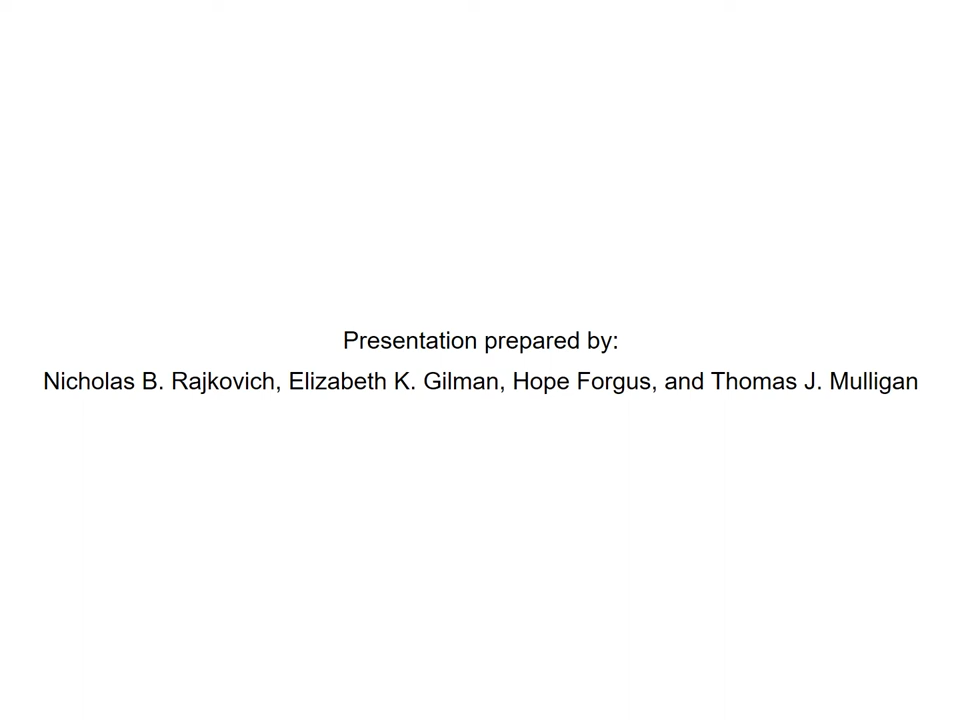 Presentation prepared by:
Nicholas B. Rajkovich, Elizabeth K. Gilman, Hope Forgus, and Thomas J. Mulligan